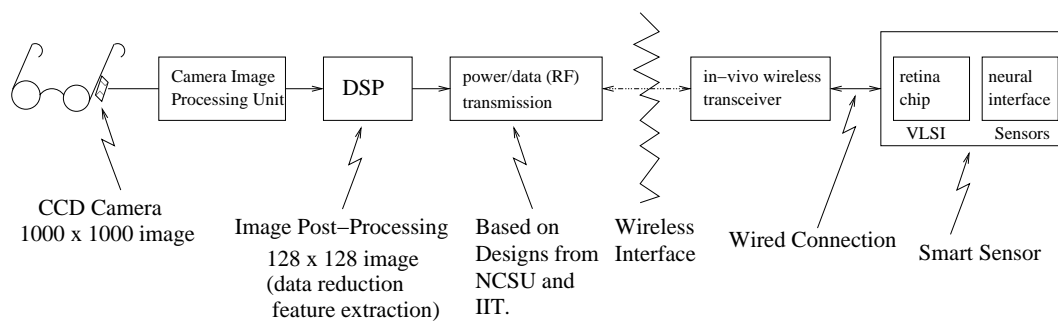 Camera Image
Processing Unit
DSP
power/data (RF)
transmission
in−vivo wireless
transceiver
retina
chip
neural
interface
VLSI
Sensors
CCD Camera
1000 x 1000 image
Image Post−Processing
128 x 128 image
(data reduction
feature extraction)
Based on
Designs from
NCSU and
IIT.
Wireless
Interface
Wired Connection
Smart Sensor